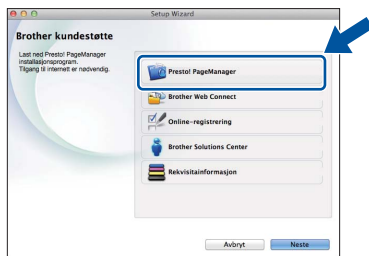 Setup Wizard
Brother kundestøtte
Last ned Presto! PageManager
installasjonsprogram.
Tilgang til internett er nødvendig.
Presto! PageManager
Brother Web Connect
Online-registrering
Brother Solutions Center
Rekvisitainformasjon
Avbryt
Neste